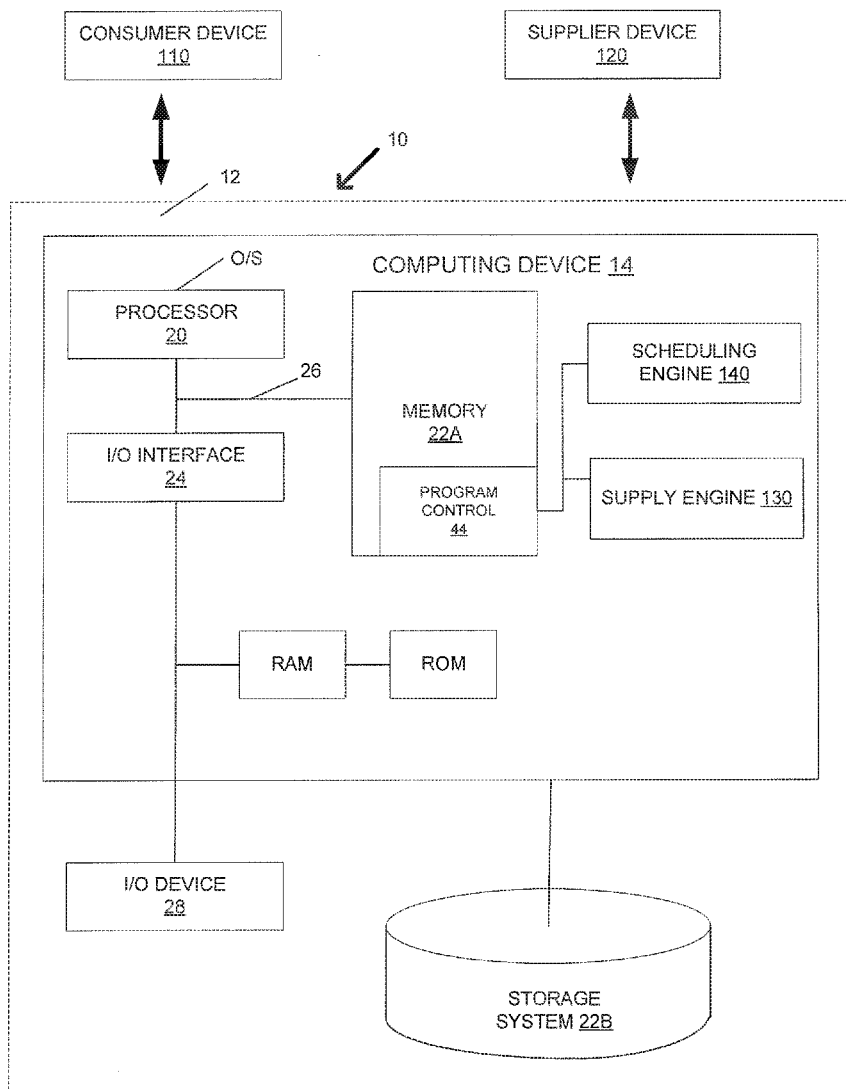 CONSUMER DEVICE
110
SUPPLIER DEVICE
120
10
12
O/S
COMPUTING DEVICE 14
PROCESSOR
20
26
MEMORY
22A
SCHEDULING
ENGINE 140
I/O INTERFACE
24
PROGRAM
CONTROL
44
SUPPLY ENGINE 130
RAM
ROM
I/O DEVICE
28
STORAGE
SYSTEM 22B